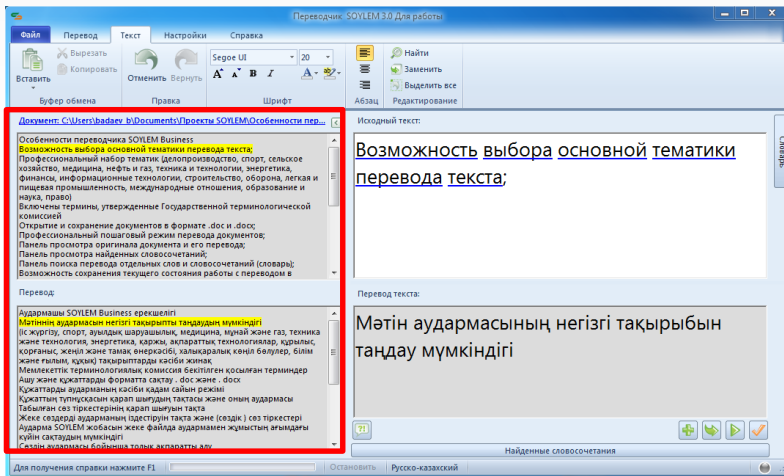 Переводчик SOYLEM 3.0 Для работы
Файл Перевод Текст Настройки Справка
Вставить
Вырезать
Копировать
Буфер обмена
Отменить Вернуть
Правка
Segoe UI 20
A A B I A
Шрифт
Абзац
Найти
Заменить
Выделить все
Редактирование
Документ: C:\Users\badaev_b\Documents\Проекты SOYLEM\Особенности пер...
Особенности переводчика SOYLEM Business
Возможность выбора основной тематики перевода текста;
Профессиональный набор тематик (делопроизводство, спорт, сельское
хозяйство, медицина, нефть и газ, техника и технологии, энергетика,
финансы, информационные технологии, строительство, оборона, легкая и
пищевая промышленность, международные отношения, образование и
наука, право)
Включены термины, утвержденные Государственной терминологической
комиссией
Открытие и сохранение документов в формате .doc и .docx;
Профессиональный пошаговый режим перевода документов;
Панель просмотра оригинала документа и его перевода;
Панель просмотра найденных словосочетаний;
Панель поиска перевода отдельных слов и словосочетаний (словарь);
Возможность сохранения текущего состояния работы с переводом в
Перевод:
Аудармашы SOYLEM Business ерекшелігі
Мәтіннің аудармасын негізгі тақырыпты таңдаудың мүмкіндігі
(іс жүргізу, спорт, ауылдық шаруашылық, медицина, мұнай және газ, техника
және технология, энергетика, қаржы, ақпараттық технологиялар, құрылыс,
қорғаныс, жеңіл және тамақ өнеркәсібі, халықаралық көңіл бөлулер, білім
және ғылым, құқық) тақырыптарды кәсіби жинақ
Мемлекеттік терминологиялық комиссия бекітілген қосылған терминдер
Ашу және құжаттарды форматта сақтау . doc және . docx
Құжаттарды аударманың кәсіби қадам сайын режімі
Құжаттың түпнұсқасын қарап шығудың тақтасы және оның аудармасы
Табылған сөз тіркестерінің қарап шығуын тақта
Жеке сөздерді аударманың іздестіруін тақта және (сөздік ) сөз тіркестері
Аударма SOYLEM жобасын жеке файлда аудармамен жұмыстың ағымдағы
күйін сақтаудың мүмкіндігі
Сөздің аудармасы бойынша толық ақпаратты алу
Исходный текст:
Возможность выбора основной тематики
перевода текста;
Словарь
Перевод текста:
Мәтін аудармасының негізгі тақырыбын
таңдау мүмкіндігі
Найденные словосочетания
Для получения справки нажмите F1 Остановить Русско-казахский